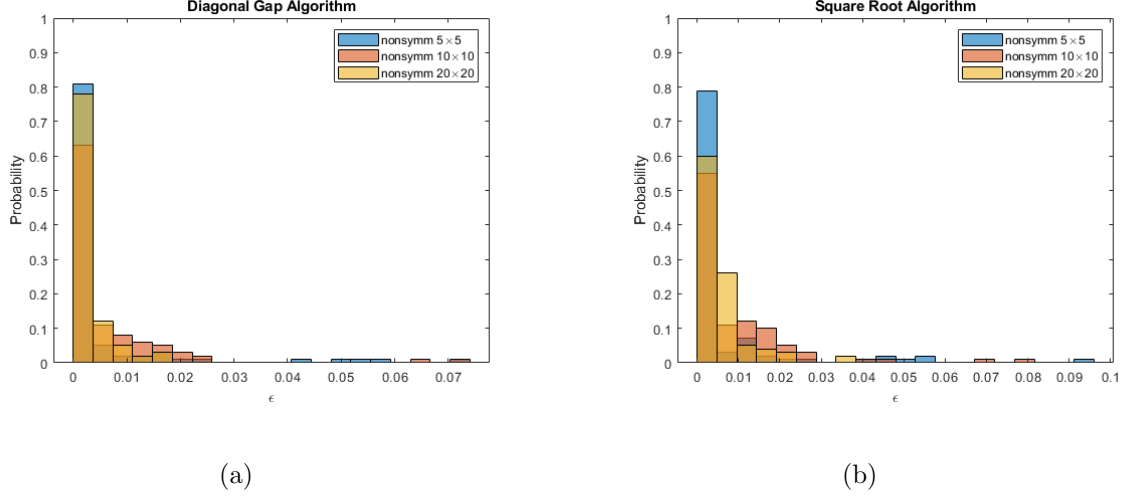 Diagonal Gap Algorithm
1
0.9
0.8
0.7
0.6
0.5
0.4
0.3
0.2
0.1
0
Probability
nonsymm 5×5
nonsymm 10×10
nonsymm 20×20
0 0.01 0.02 0.03 0.04 0.05 0.06 0.07
ϵ
(a)
Square Root Algorithm
1
0.9
0.8
0.7
0.6
0.5
0.4
0.3
0.2
0.1
0
Probability
nonsymm 5×5
nonsymm 10×10
nonsymm 20×20
0 0.01 0.02 0.03 0.04 0.05 0.06 0.07 0.08 0.09 0.1
ϵ
(b)